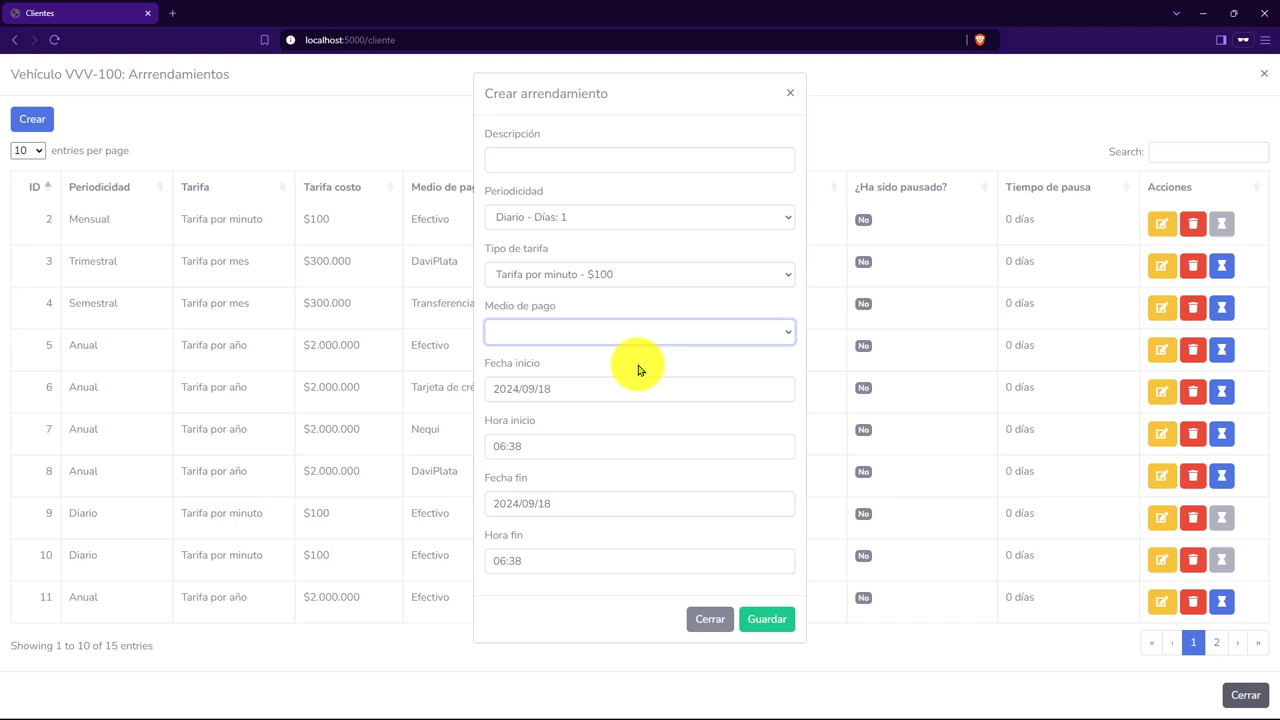 Clientes
localhost:5000/cliente
Vehículo VVV-100: Arrrendamientos
Crear
10 entries per page
Search:
ID Periodicidad Tarifa Tarifa costo Medio de pag ¿Ha sido pausado? Tiempo de pausa Acciones
2 Mensual Tarifa por minuto $100 Efectivo No 0 días
3 Trimestral Tarifa por mes $300.000 DaviPlata No 0 días
4 Semestral Tarifa por mes $300.000 Transferencia No 0 días
5 Anual Tarifa por año $2.000.000 Efectivo No 0 días
6 Anual Tarifa por año $2.000.000 Tarjeta de cré No 0 días
7 Anual Tarifa por año $2.000.000 Nequi No 0 días
8 Anual Tarifa por año $2.000.000 DaviPlata No 0 días
9 Diario Tarifa por minuto $100 Efectivo No 0 días
10 Diario Tarifa por minuto $100 Efectivo No 0 días
11 Anual Tarifa por año $2.000.000 Efectivo No 0 días
Showing 1 to 10 of 15 entries
« ‹ 1 2 › »
Cerrar
Crear arrendamiento
Descripción
Periodicidad
Diario - Días: 1
Tipo de tarifa
Tarifa por minuto - $100
Medio de pago
Fecha inicio
2024/09/18
Hora inicio
06:38
Fecha fin
2024/09/18
Hora fin
06:38
Cerrar Guardar